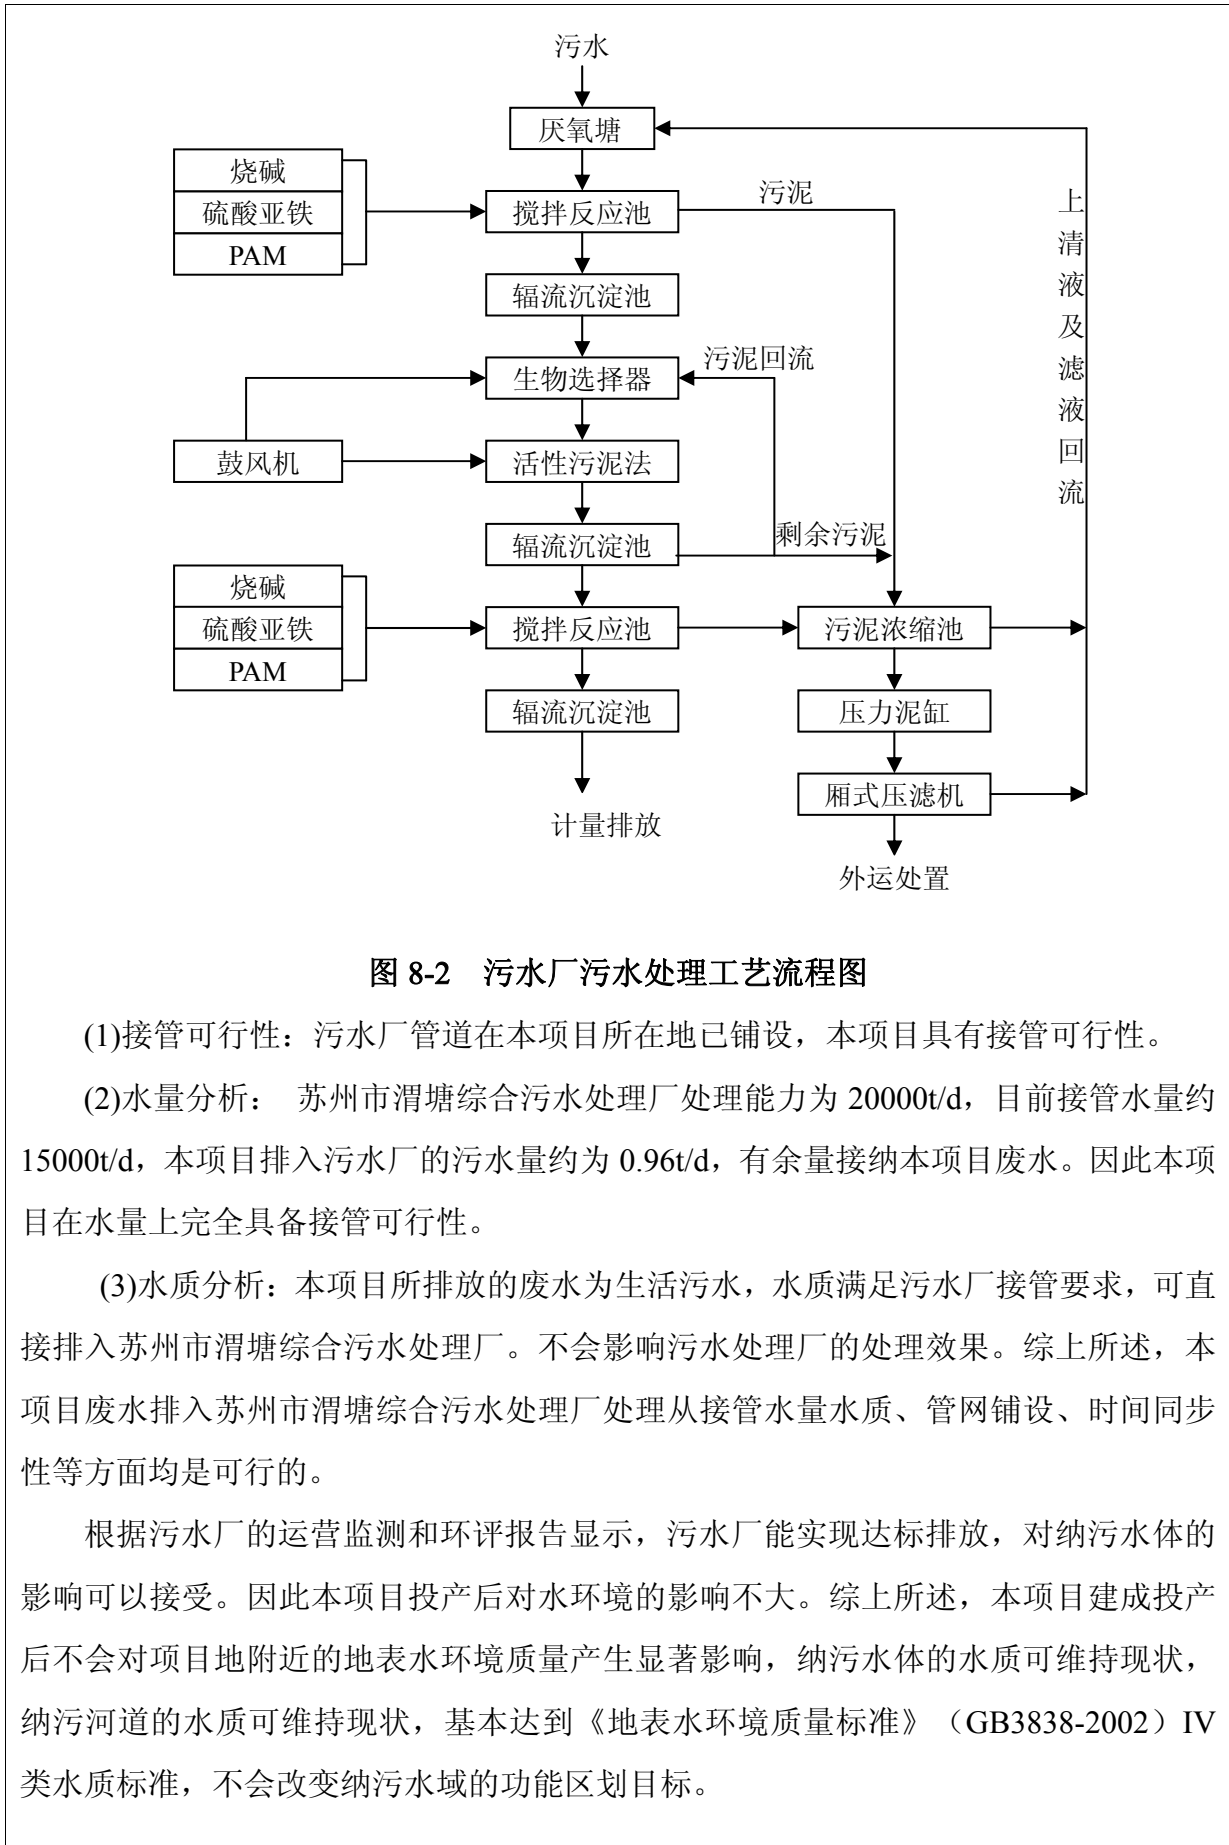 污水
厌氧塘
烧碱
硫酸亚铁
PAM
搅拌反应池
污泥
上清液及滤液回流
辐流沉淀池
污泥回流
生物选择器
鼓风机
活性污泥法
辐流沉淀池
剩余污泥
烧碱
硫酸亚铁
PAM
搅拌反应池
污泥浓缩池
辐流沉淀池
压力泥缸
厢式压滤机
计量排放
外运处置
图 8-2 污水厂污水处理工艺流程图
(1)接管可行性：污水厂管道在本项目所在地已铺设，本项目具有接管可行性。
(2)水量分析： 苏州市渭塘综合污水处理厂处理能力为 20000t/d，目前接管水量约
15000t/d，本项目排入污水厂的污水量约为 0.96t/d，有余量接纳本项目废水。因此本项
目在水量上完全具备接管可行性。
(3)水质分析：本项目所排放的废水为生活污水，水质满足污水厂接管要求，可直
接排入苏州市渭塘综合污水处理厂。不会影响污水处理厂的处理效果。综上所述，本
项目废水排入苏州市渭塘综合污水处理厂处理从接管水量水质、管网铺设、时间同步
性等方面均是可行的。
根据污水厂的运营监测和环评报告显示，污水厂能实现达标排放，对纳污水体的
影响可以接受。因此本项目投产后对水环境的影响不大。综上所述，本项目建成投产
后不会对项目地附近的地表水环境质量产生显著影响，纳污水体的水质可维持现状，
纳污河道的水质可维持现状，基本达到《地表水环境质量标准》（GB3838-2002）IV
类水质标准，不会改变纳污水域的功能区划目标。